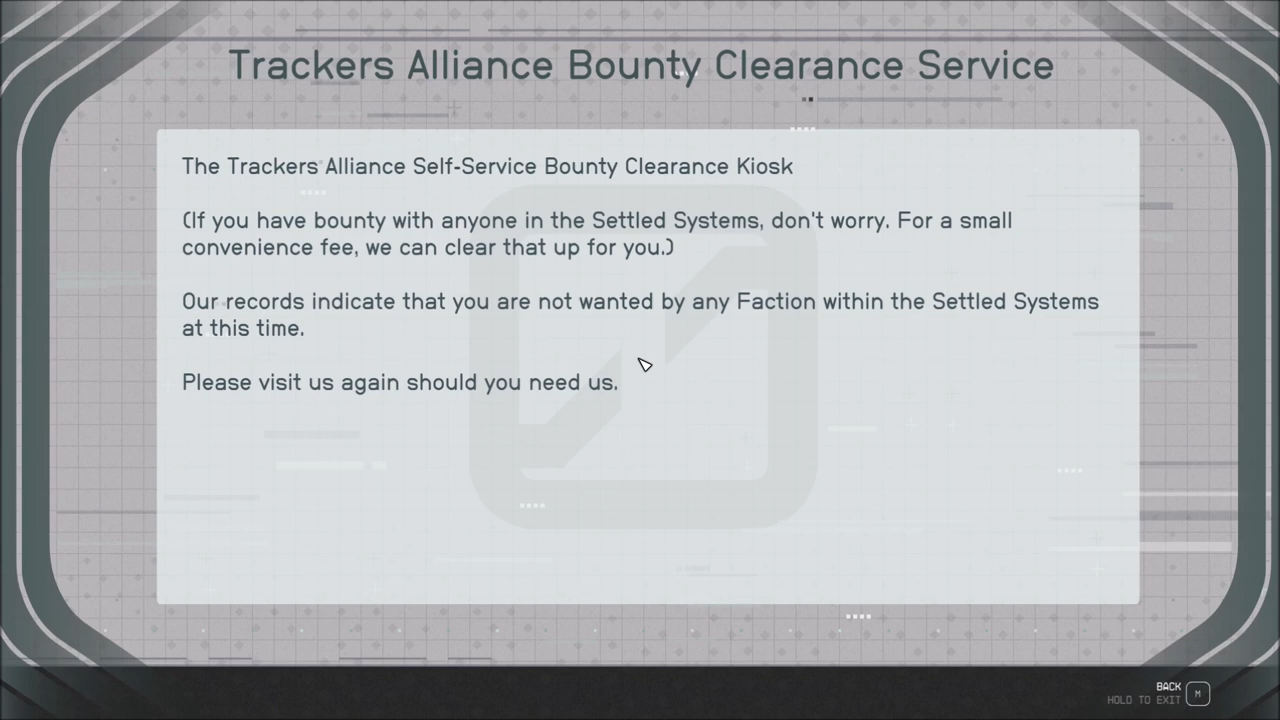 Trackers Alliance Bounty Clearance Service
The Trackers Alliance Self-Service Bounty Clearance Kiosk
(If you have bounty with anyone in the Settled Systems, don't worry. For a small
convenience fee, we can clear that up for you.)
Our records indicate that you are not wanted by any Faction within the Settled Systems
at this time.
Please visit us again should you need us.
BACK
HOLD TO EXIT M